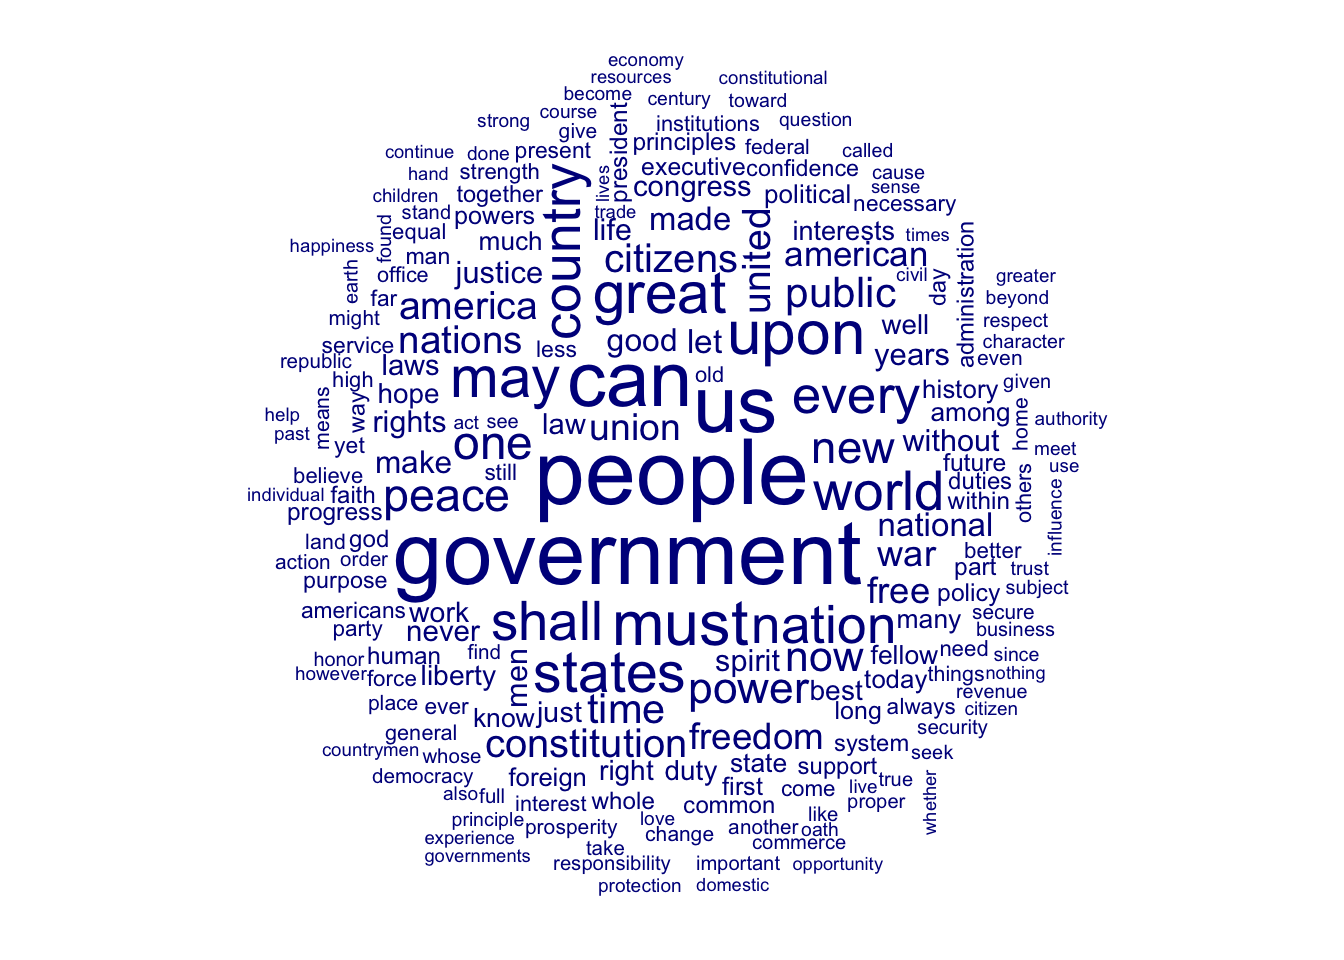 economy
resources constitutional
become century toward
strong course president institutions question
give
continue done present principles federal called
hand strength lives executive confidence cause
children together country trade congress political sense
stand powers necessary
happiness found equal much life made united interests times
man citizens american administration
earth office justice civil day greater
far america great public beyond
might nations good let upon well respect
service less years character
republic laws even
high may can old every history given
help means way hope us among authority
past rights act see law union home
yet one new without meet
make still people future use
believe world duties others
individual faith peace within influence
progress national
land god government war better
action order part trust
purpose free policy subject
americans work shall must nation many secure
party never business
honor human find men spirit now fellow need since
however force liberty states power best today things nothing
revenue
place ever know just time long always citizen
general constitution freedom security
countrymen whose system seek
democracy foreign right duty state support
also full first come live true whether
interest whole common proper
principle prosperity love like
experience change another oath
governments take commerce
responsibility important opportunity
protection domestic